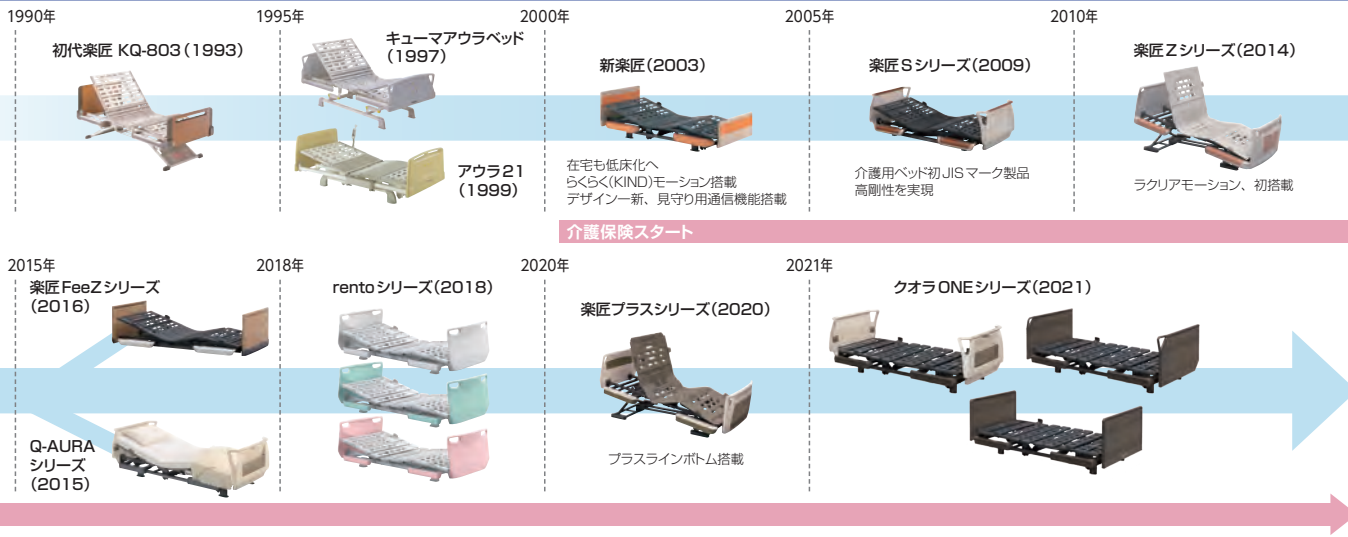 1990年
1995年
2000年
2005年
2010年
初代楽匠 KQ-803(1993)
キューマアウラベッド
(1997)
アウラ21
(1999)
新楽匠(2003)
在宅も低床化へ
らくらく(KIND)モーション搭載
デザイン一新、見守り用通信機能搭載
楽匠Sシリーズ(2009)
介護用ベッド初JISマーク製品
高剛性を実現
楽匠Zシリーズ(2014)
ラクリアモーション、初搭載
介護保険スタート
2015年
2018年
2020年
2021年
楽匠FeeZシリーズ
(2016)
Q-AURA
シリーズ
(2015)
rentoシリーズ(2018)
楽匠プラスシリーズ(2020)
プラスラインボトム搭載
クオラONEシリーズ(2021)